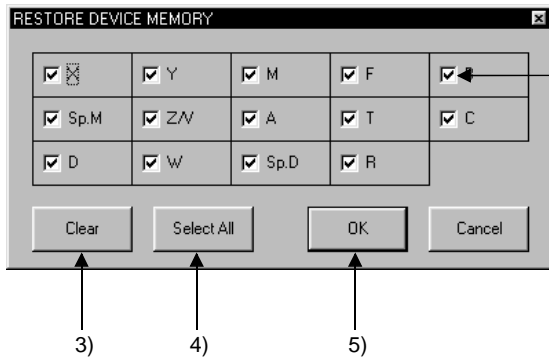 RESTORE DEVICE MEMORY
X Y M F
Sp.M Z/V A T C
D W Sp.D R
Clear Select All OK Cancel
3) 4) 5)